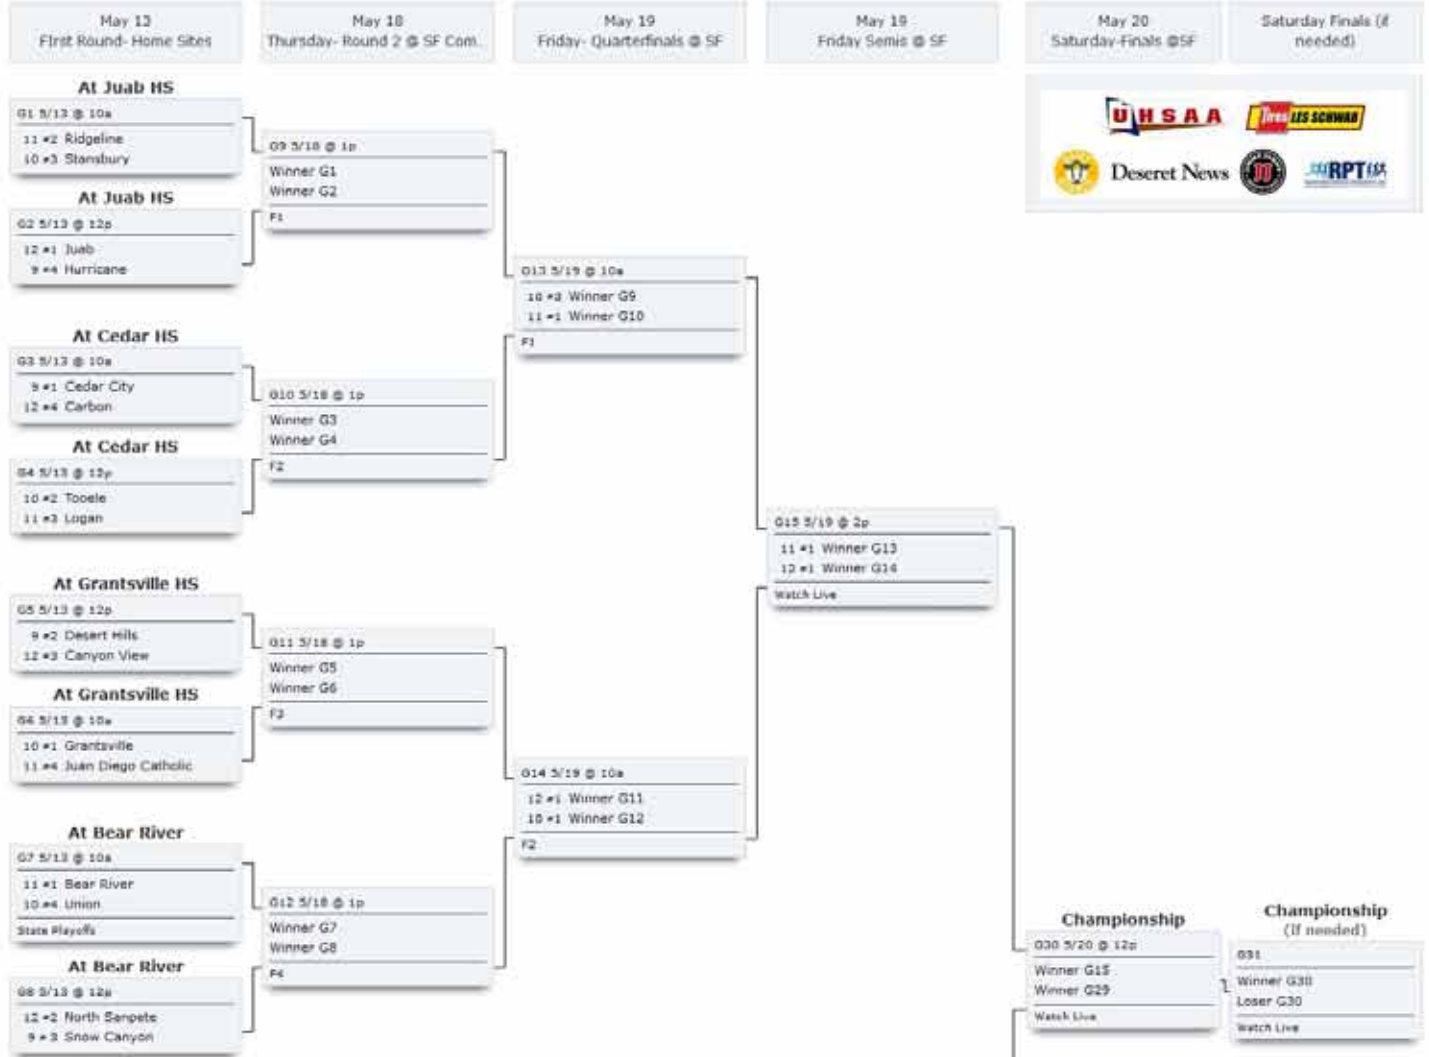 May 13
First Round- Home Sites
May 18
Thursday- Round 2 @ SF Com.
May 19
Friday- Quarterfinals @ SF
May 19
Friday Semis @ SF
May 20
Saturday-Finals @SF
Saturday Finals (if
needed)
At Juab HS
G1 5/13 @ 10a
11 #2 Ridgeline
10 #3 Stansbury
At Juab HS
G2 5/13 @ 12p
12 #1 Juab
9 #4 Hurricane
At Cedar HS
G3 5/13 @ 10a
9 #1 Cedar City
12 #4 Carbon
At Cedar HS
G4 5/13 @ 12p
10 #2 Tooele
11 #3 Logan
At Grantsville HS
G5 5/13 @ 12p
9 #2 Desert Hills
12 #3 Canyon View
At Grantsville HS
G6 5/13 @ 10a
10 #1 Grantsville
11 #4 Juan Diego Catholic
At Bear River
G7 5/13 @ 10a
11 #1 Bear River
10 #4 Union
State Playoffs
At Bear River
G8 5/13 @ 12p
12 #2 North Sanpete
9 #3 Snow Canyon
G9 5/18 @ 1p
Winner G1
Winner G2
F1
G10 5/18 @ 1p
Winner G3
Winner G4
F2
G11 5/18 @ 1p
Winner G5
Winner G6
F3
G12 5/18 @ 1p
Winner G7
Winner G8
F4
G13 5/19 @ 10a
Winner G9
11 #1 Winner G10
F1
G14 5/19 @ 10a
12 #1 Winner G11
10 #1 Winner G12
F2
G15 5/19 @ 2p
11 #1 Winner G13
12 #1 Winner G14
Watch Live
UHSAA
Tires LES SCHWAB
Deseret News
RPT
Championship
G30 5/20 @ 12p
Winner G15
Winner G29
Watch Live
Championship
(if needed)
G31
Winner G30
Loser G30
Watch Live